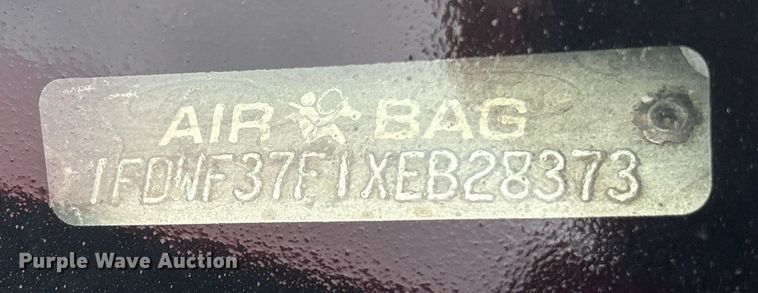 AIR BAG
1FDWF37F1XEB28373
Purple Wave Auction